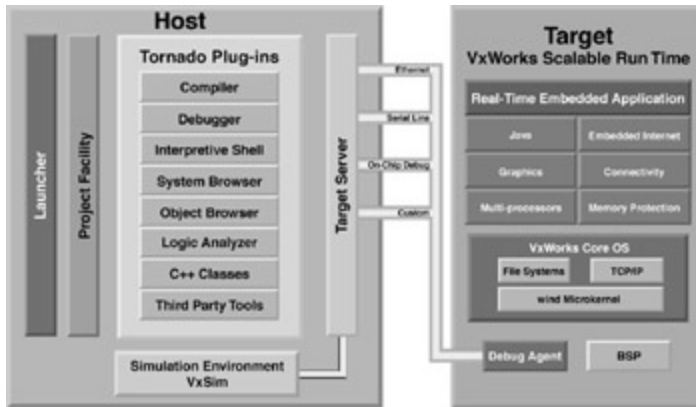 Host
Launcher
Project Facility
Tornado Plug-ins
Compiler
Debugger
Interpretive Shell
System Browser
Object Browser
Logic Analyzer
C++ Classes
Third Party Tools
Target Server
Simulation Environment
VxSim
Ethernet
Serial Line
On-Chip Debug
Custom
Target
VxWorks Scalable Run Time
Real-Time Embedded Application
Java
Embedded Internet
Graphics
Connectivity
Multi-processors
Memory Protection
VxWorks Core OS
File Systems
TCP/IP
wind Microkernel
Debug Agent
BSP